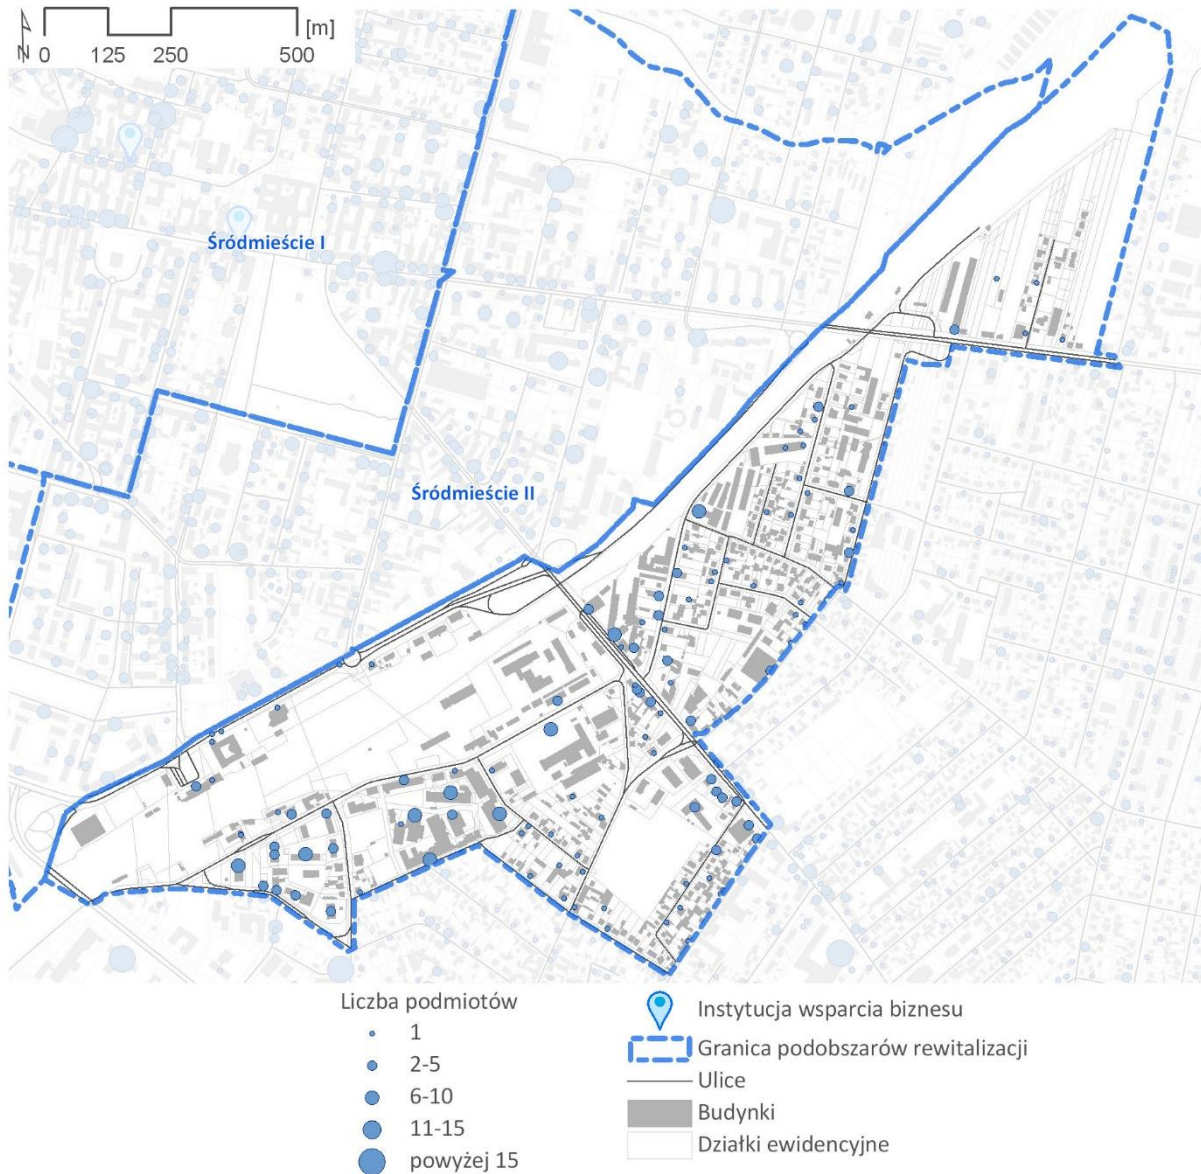 N
0 125 250 500
[m]
Śródmieście I
Śródmieście II
Liczba podmiotów
1
2-5
6-10
11-15
powyżej 15
Instytucja wsparcia biznesu
Granica podobszarów rewitalizacji
Ulice
Budynki
Działki ewidencyjne